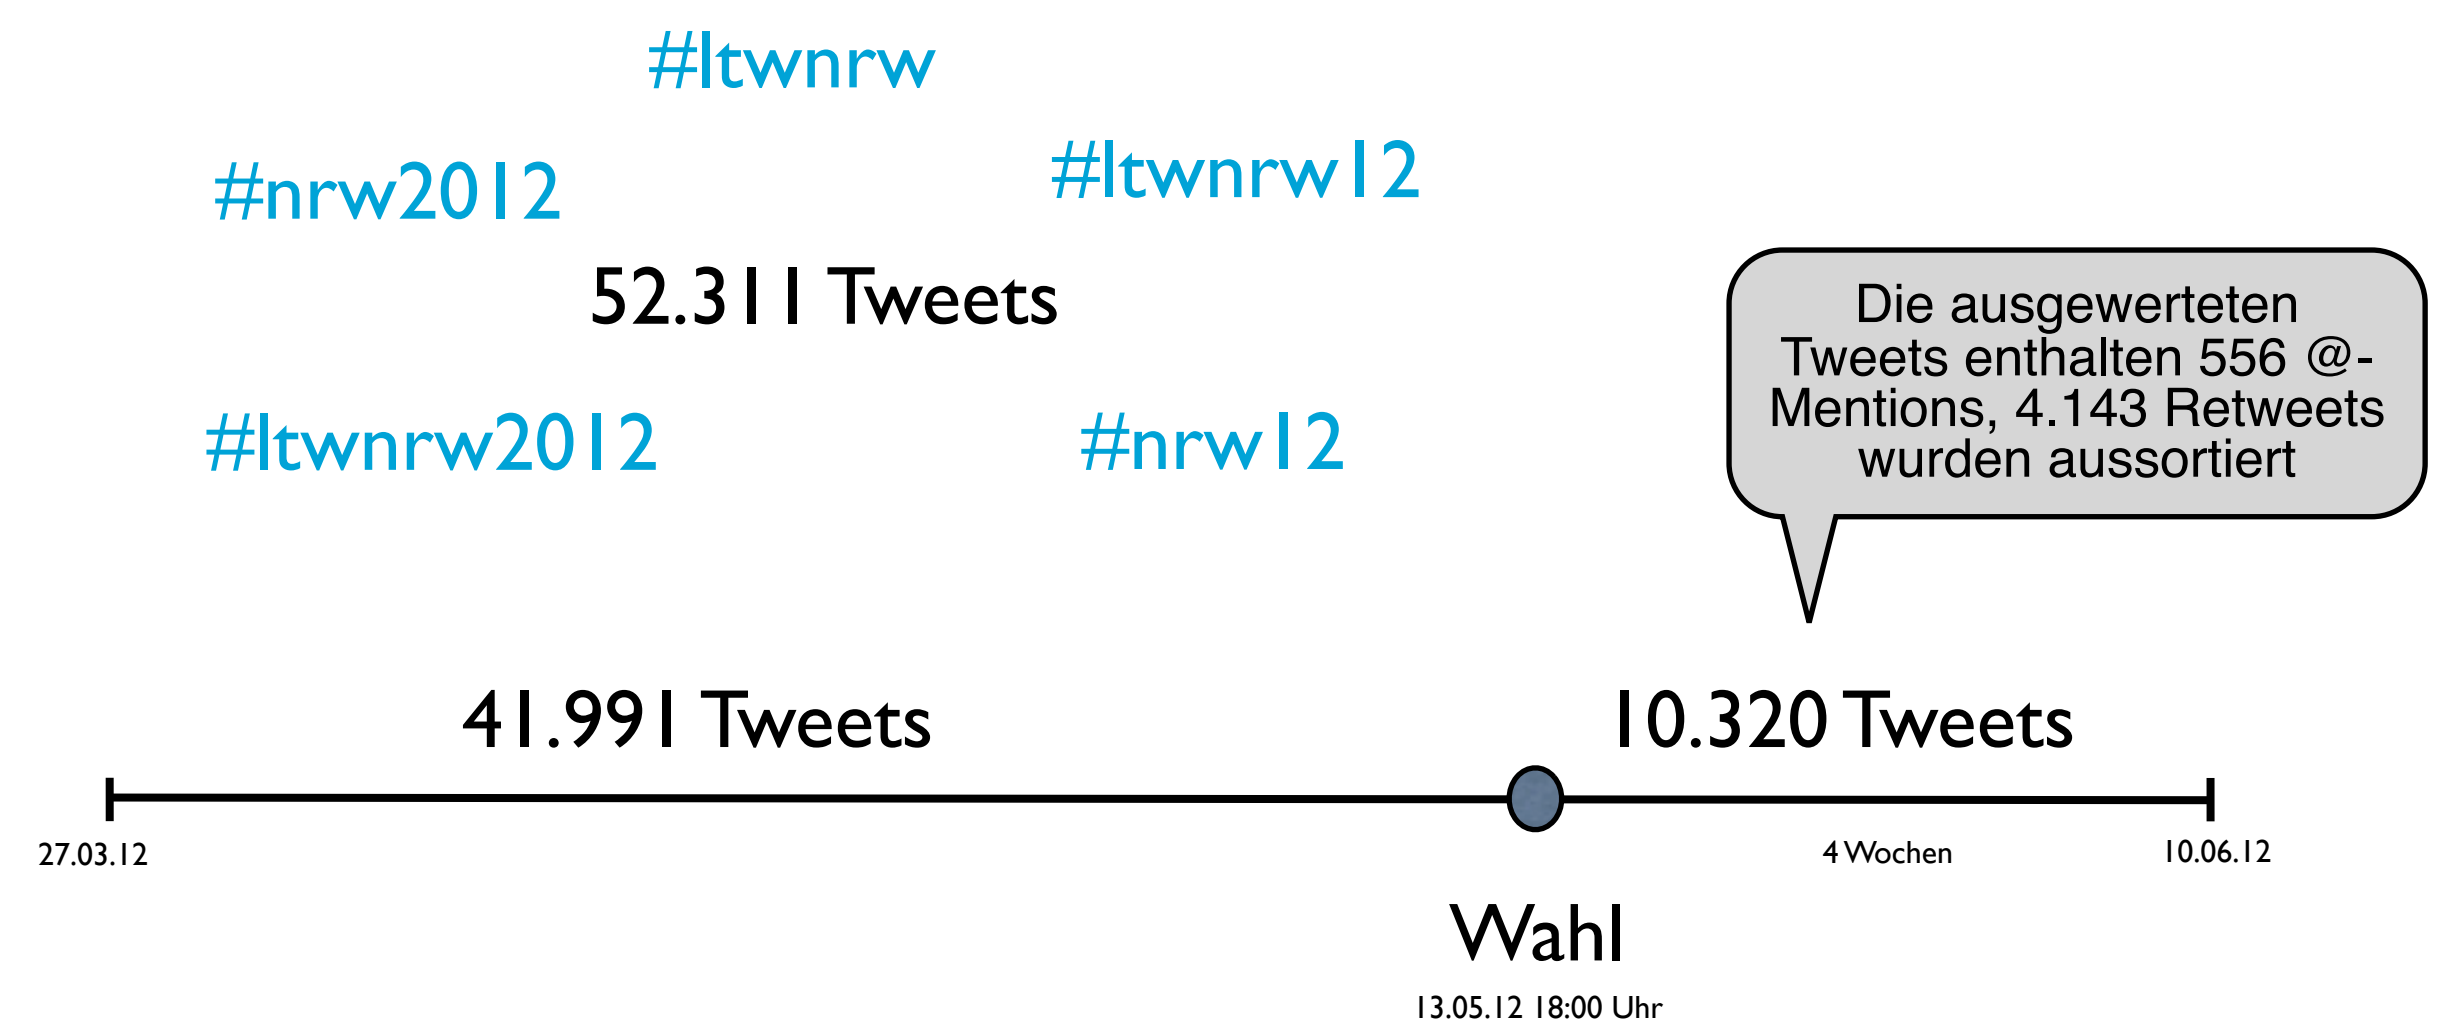 #ltwnrw
#ltwnrw12
#nrw2012
52.311 Tweets
Die ausgewerteten
Tweets enthalten 556 @-
Mentions, 4.143 Retweets
wurden aussortiert
#ltwnrw2012
#nrw12
41.991 Tweets
10.320 Tweets
27.03.12
4 Wochen
10.06.12
Wahl
13.05.12 18:00 Uhr